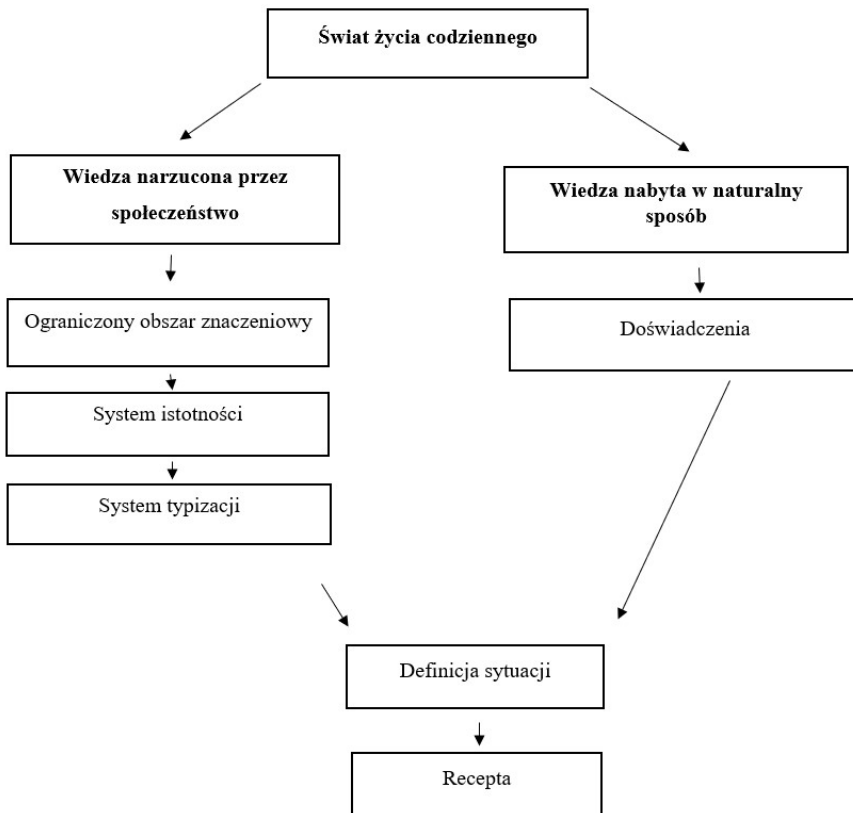 Świat życia codziennego
Wiedza narzucona przez
społeczeństwo
Wiedza nabyta w naturalny
sposób
Ograniczony obszar znaczeniowy
Doświadczenia
System istotności
System typizacji
Definicja sytuacji
Recepta